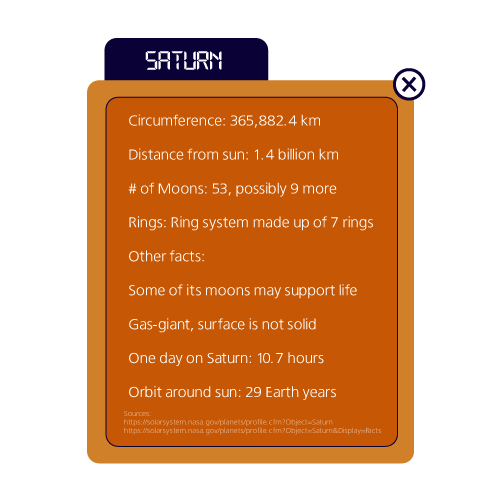 SATURN
Circumference: 365,882.4 km
Distance from sun: 1.4 billion km
# of Moons: 53, possibly 9 more
Rings: Ring system made up of 7 rings
Other facts:
Some of its moons may support life
Gas-giant, surface is not solid
One day on Saturn: 10.7 hours
Orbit around sun: 29 Earth years
Sources:
https://solarsystem.nasa.gov/planets/profile.cfm?Object=Saturn
https://solarsystem.nasa.gov/planets/profile.cfm?Object=Saturn&Display=Facts